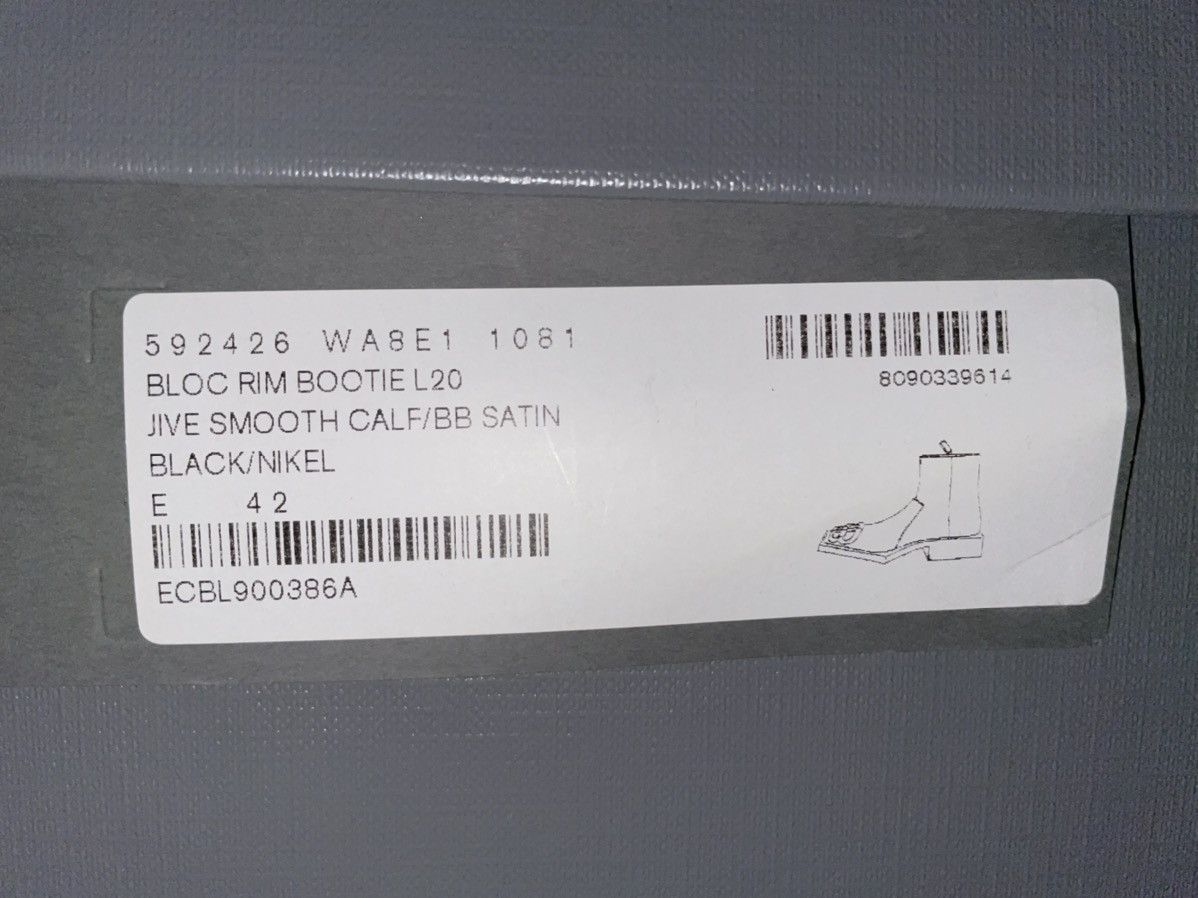 592426 WA8E1 1081
BLOC RIM BOOTIE L20
JIVE SMOOTH CALF/BB SATIN
BLACK/NIKEL
E 42
ECBL900386A
8090339614